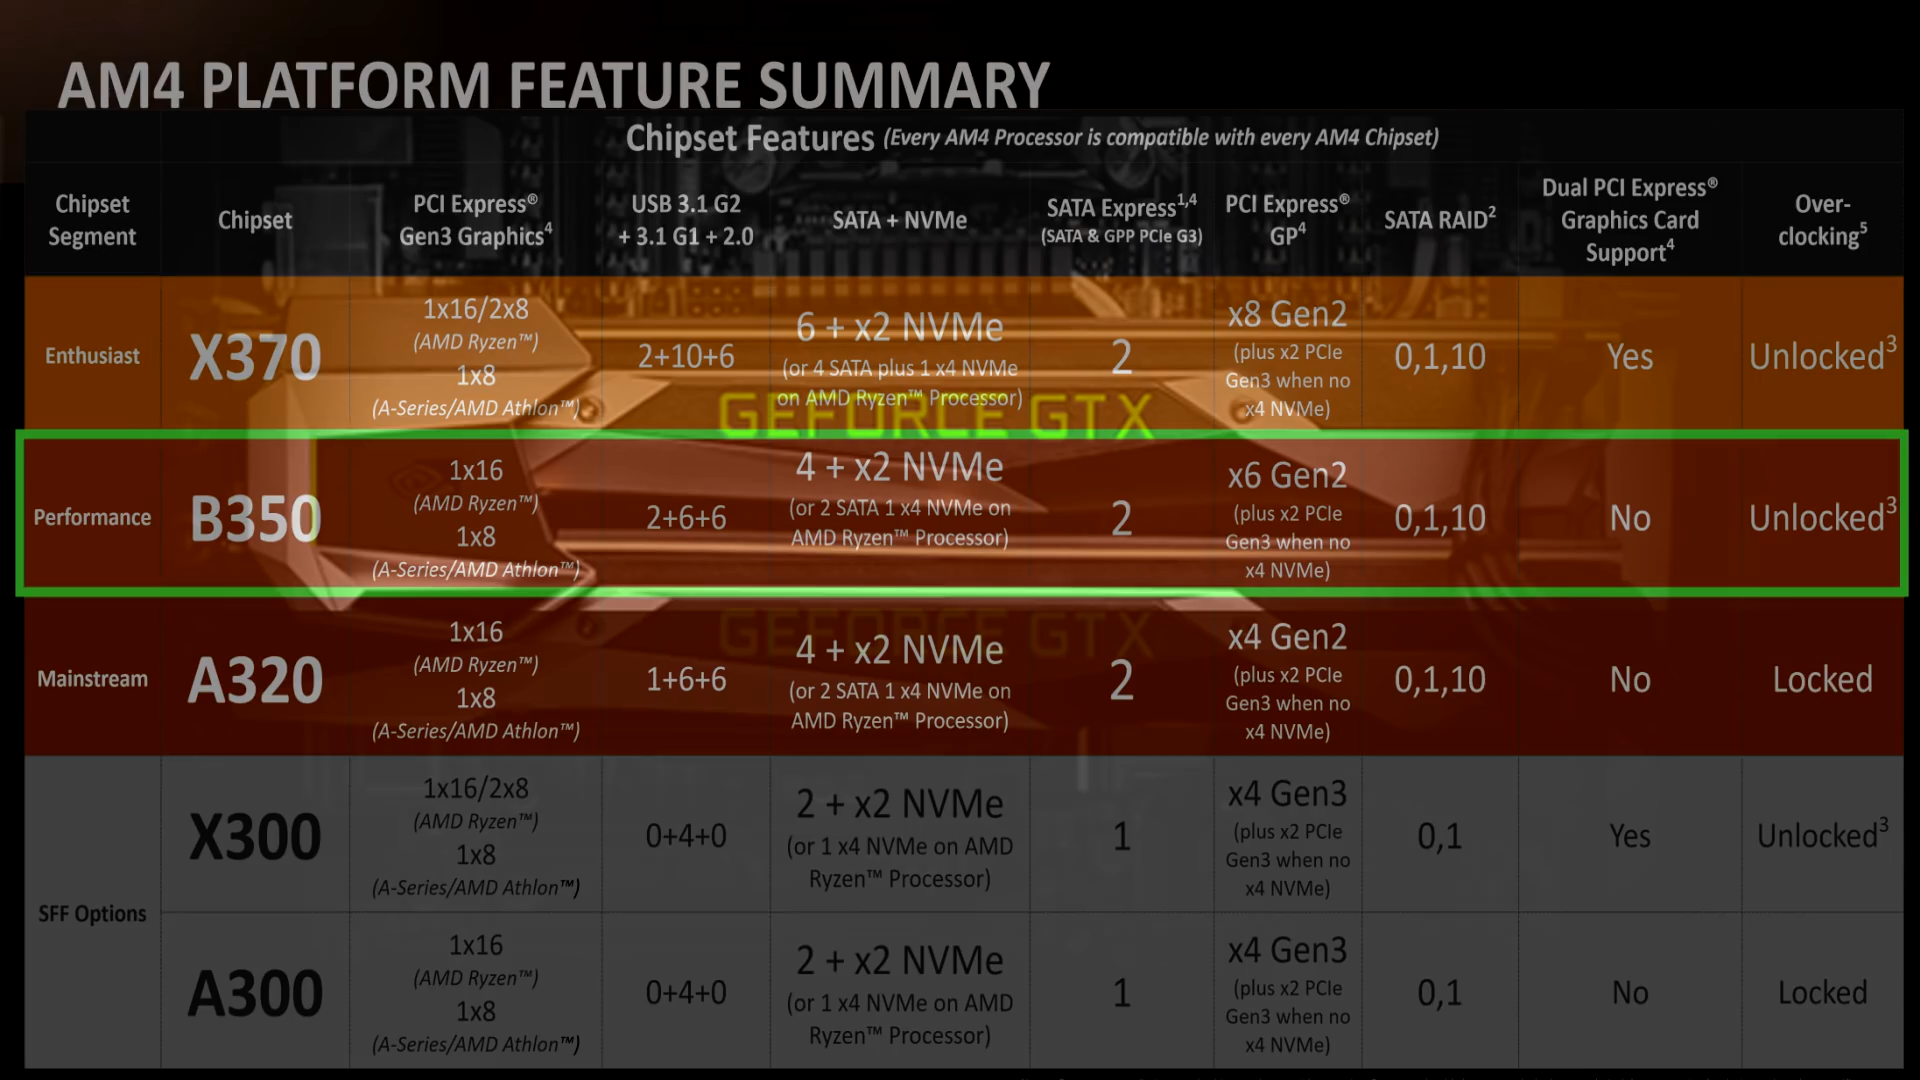 AM4 PLATFORM FEATURE SUMMARY
Chipset Features (Every AM4 Processor is compatible with every AM4 Chipset)
Chipset
Segment
Chipset
PCI Express®
Gen3 Graphics⁴
USB 3.1 G2
+ 3.1 G1 + 2.0
SATA + NVMe
SATA Express¹,⁴
(SATA & GPP PCIe G3)
PCI Express®
GP⁴
SATA RAID²
Dual PCI Express®
Graphics Card
Support⁴
Over-
clocking⁵
Enthusiast
X370
1x16/2x8
(AMD Ryzen™)
1x8
(A-Series/AMD Athlon™)
2+10+6
6 + x2 NVMe
(or 4 SATA plus 1 x4 NVMe
on AMD Ryzen™ Processor)
2
x8 Gen2
(plus x2 PCIe
Gen3 when no
x4 NVMe)
0,1,10
Yes
Unlocked³
GEFORCE GTX
Performance
B350
1x16
(AMD Ryzen™)
1x8
(A-Series/AMD Athlon™)
2+6+6
4 + x2 NVMe
(or 2 SATA 1 x4 NVMe on
AMD Ryzen™ Processor)
2
x6 Gen2
(plus x2 PCIe
Gen3 when no
x4 NVMe)
0,1,10
No
Unlocked³
GEFORCE GTX
Mainstream
A320
1x16
(AMD Ryzen™)
1x8
(A-Series/AMD Athlon™)
1+6+6
4 + x2 NVMe
(or 2 SATA 1 x4 NVMe on
AMD Ryzen™ Processor)
2
x4 Gen2
(plus x2 PCIe
Gen3 when no
x4 NVMe)
0,1,10
No
Locked
SFF Options
X300
1x16/2x8
(AMD Ryzen™)
1x8
(A-Series/AMD Athlon™)
0+4+0
2 + x2 NVMe
(or 1 x4 NVMe on AMD
Ryzen™ Processor)
1
x4 Gen3
(plus x2 PCIe
Gen3 when no
x4 NVMe)
0,1
Yes
Unlocked³
A300
1x16
(AMD Ryzen™)
1x8
(A-Series/AMD Athlon™)
0+4+0
2 + x2 NVMe
(or 1 x4 NVMe on AMD
Ryzen™ Processor)
1
x4 Gen3
(plus x2 PCIe
Gen3 when no
x4 NVMe)
0,1
No
Locked